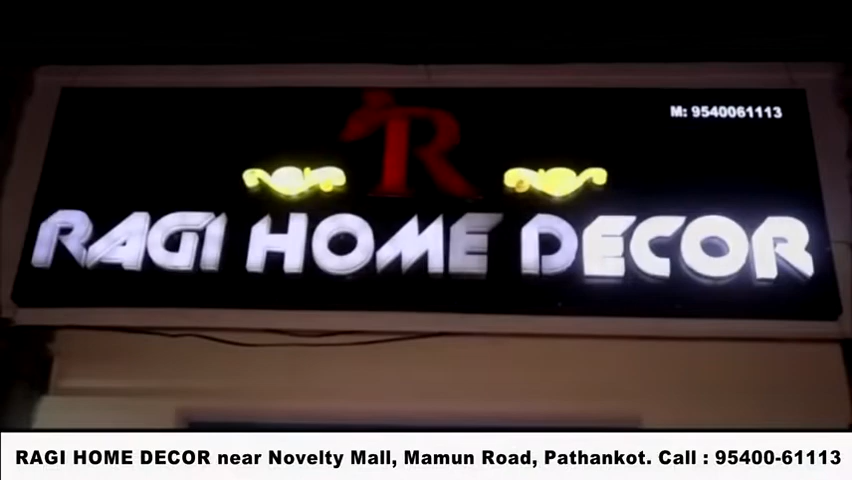 R
M: 9540061113
RAGI HOME DECOR
RAGI HOME DECOR near Novelty Mall, Mamun Road, Pathankot. Call : 95400-61113